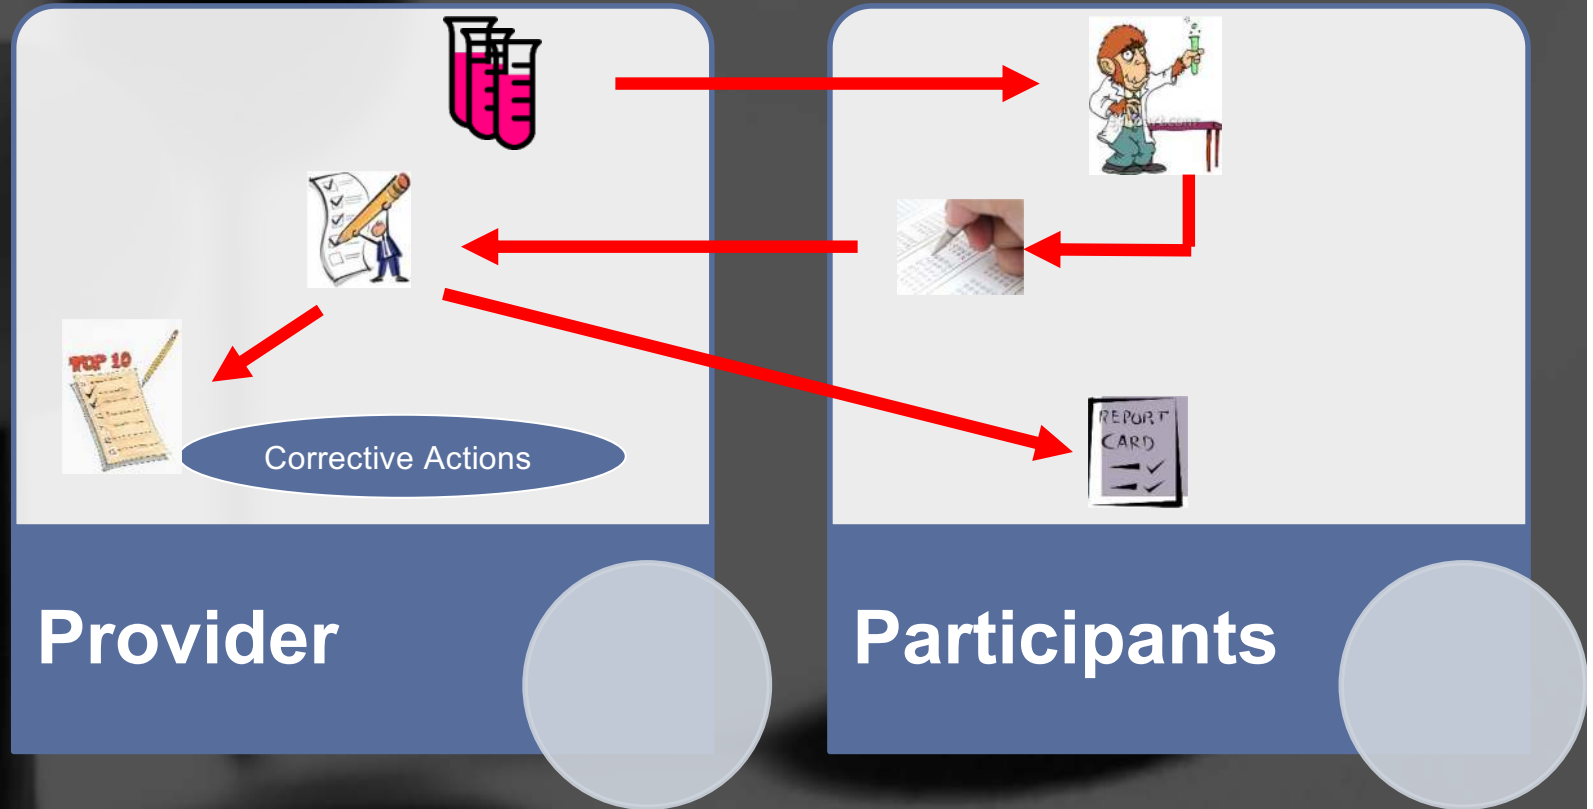 TOP 10
Corrective Actions
REPORT
CARD
Provider
Participants